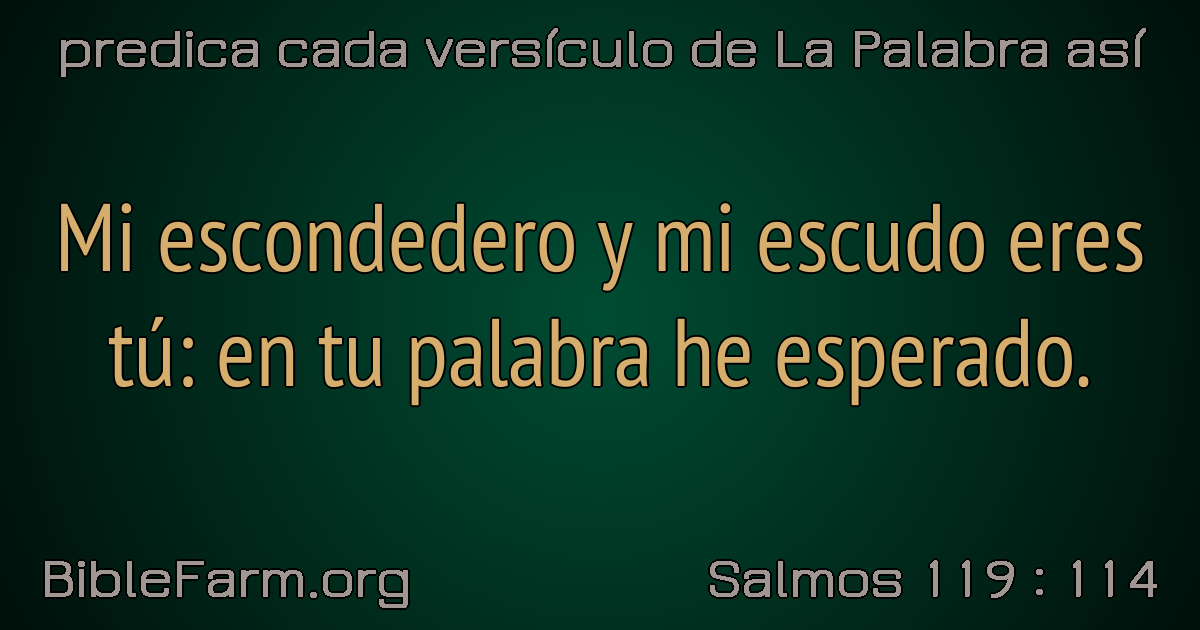 predica cada versículo de La Palabra así
Mi escondedero y mi escudo eres
tú: en tu palabra he esperado.
BibleFarm.org
Salmos 119 : 114